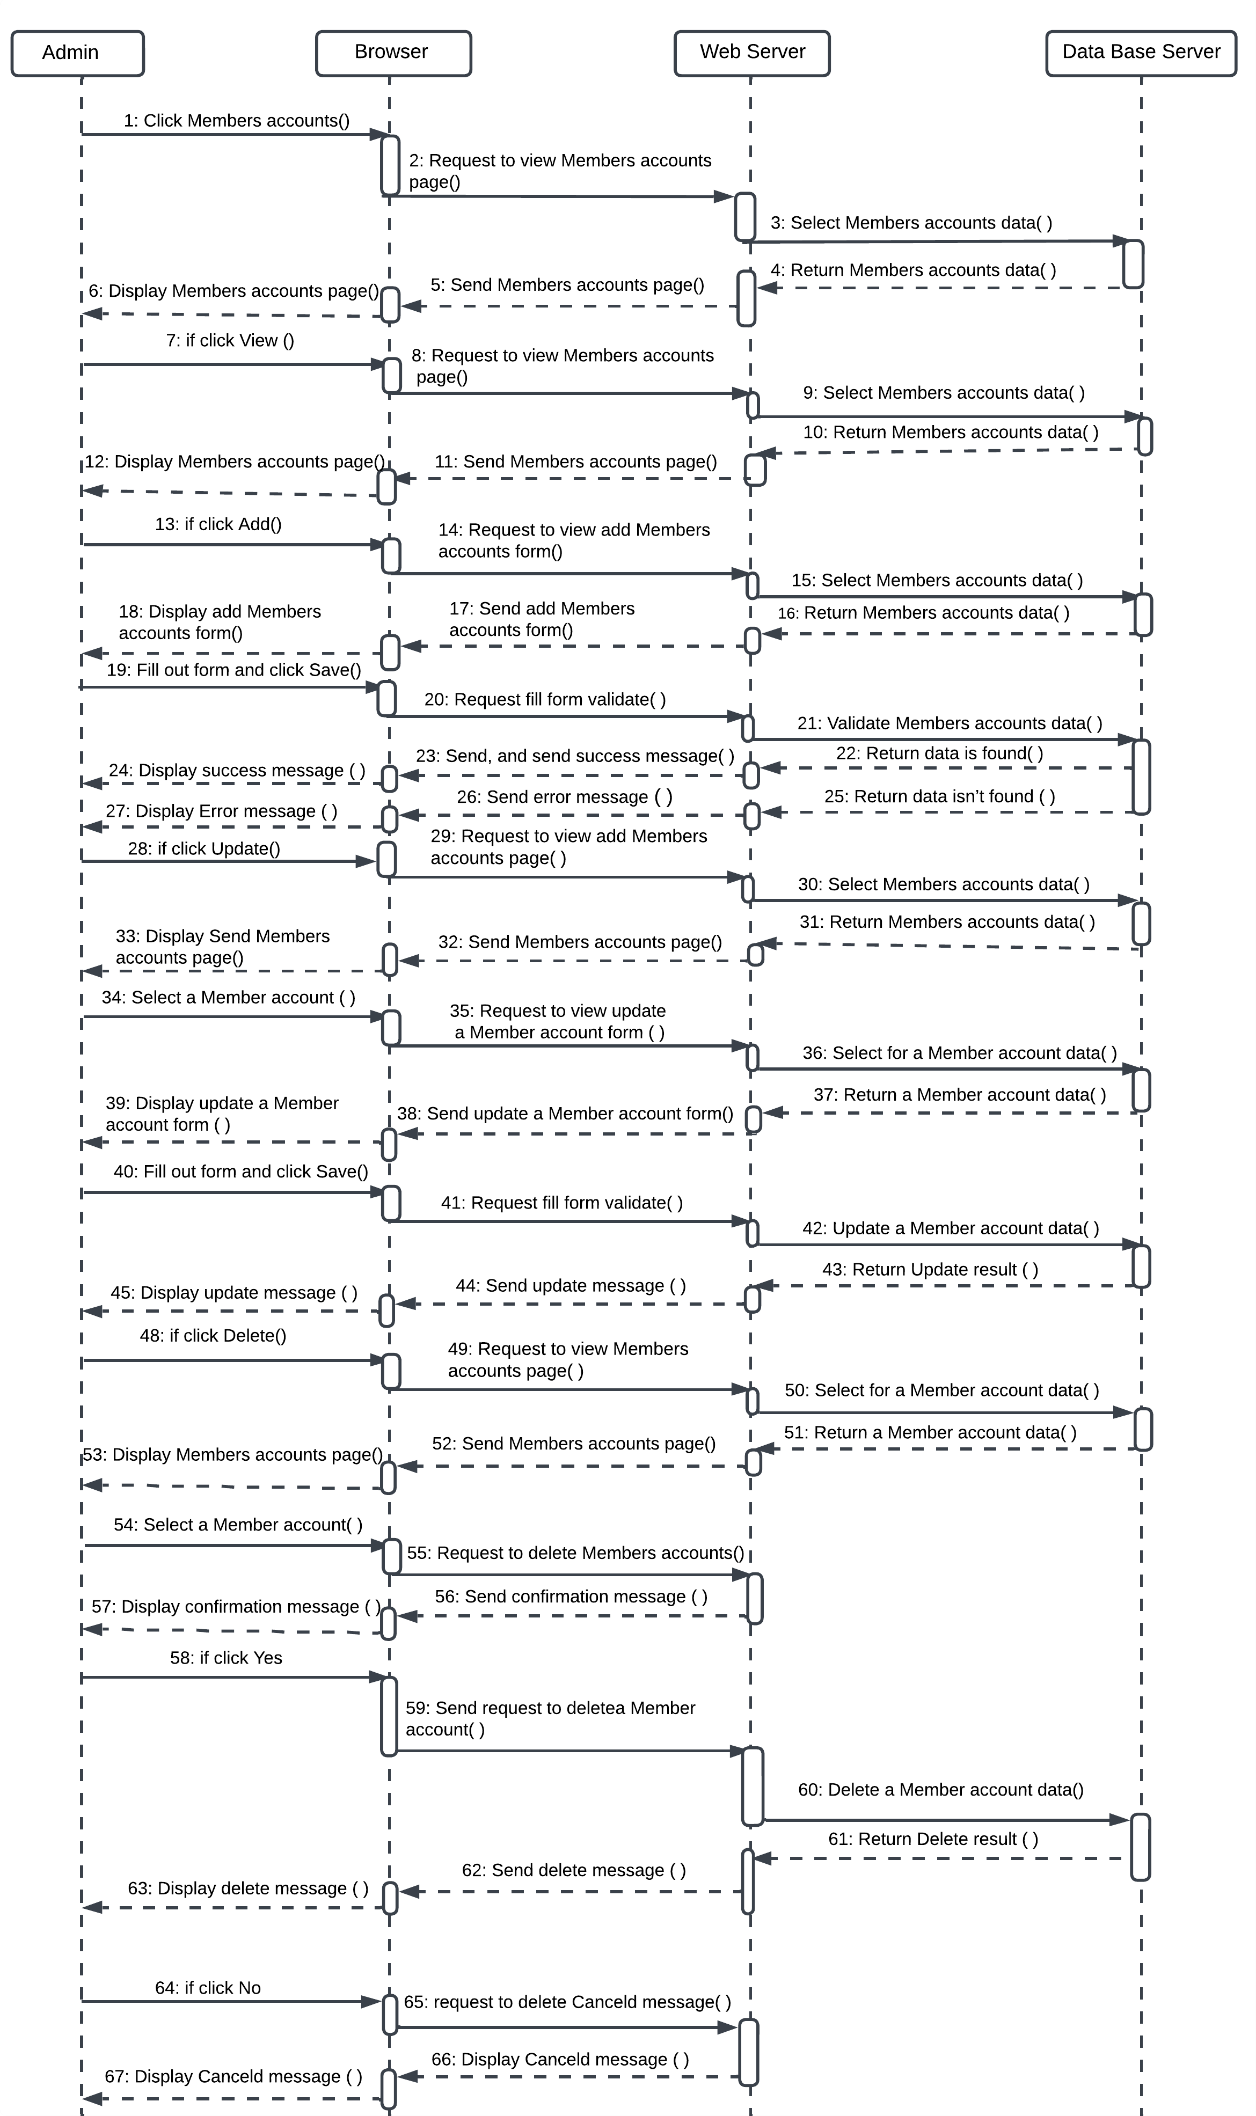 Admin
Browser
Web Server
Data Base Server
1: Click Members accounts()
2: Request to view Members accounts
page()
3: Select Members accounts data( )
4: Return Members accounts data( )
5: Send Members accounts page()
6: Display Members accounts page()
7: if click View ()
8: Request to view Members accounts
page()
9: Select Members accounts data( )
10: Return Members accounts data( )
11: Send Members accounts page()
12: Display Members accounts page()
13: if click Add()
14: Request to view add Members
accounts form()
15: Select Members accounts data( )
16: Return Members accounts data( )
17: Send add Members
accounts form()
18: Display add Members
accounts form()
19: Fill out form and click Save()
20: Request fill form validate( )
21: Validate Members accounts data( )
22: Return data is found( )
23: Send, and send success message( )
24: Display success message ( )
25: Return data isn't found ( )
26: Send error message ( )
27: Display Error message ( )
28: if click Update()
29: Request to view add Members
accounts page( )
30: Select Members accounts data( )
31: Return Members accounts data( )
32: Send Members accounts page()
33: Display Send Members
accounts page()
34: Select a Member account ( )
35: Request to view update
a Member account form ( )
36: Select for a Member account data( )
37: Return a Member account data( )
38: Send update a Member account form()
39: Display update a Member
account form ( )
40: Fill out form and click Save()
41: Request fill form validate( )
42: Update a Member account data( )
43: Return Update result ( )
44: Send update message ( )
45: Display update message ( )
48: if click Delete()
49: Request to view Members
accounts page( )
50: Select for a Member account data( )
51: Return a Member account data( )
52: Send Members accounts page()
53: Display Members accounts page()
54: Select a Member account( )
55: Request to delete Members accounts()
56: Send confirmation message ( )
57: Display confirmation message ( )
58: if click Yes
59: Send request to deletea Member
account( )
60: Delete a Member account data()
61: Return Delete result ( )
62: Send delete message ( )
63: Display delete message ( )
64: if click No
65: request to delete Canceld message( )
66: Display Canceld message ( )
67: Display Canceld message ( )